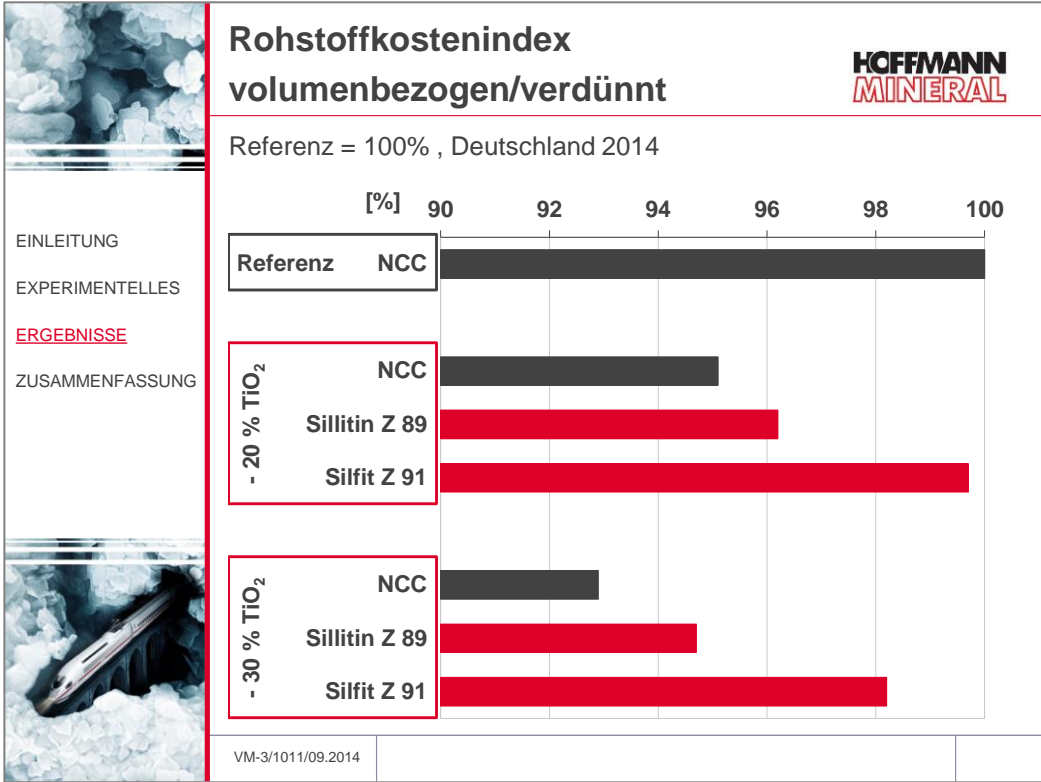 Rohstoffkostenindex
volumenbezogen/verdünnt
HOFFMANN
MINERAL
Referenz = 100% , Deutschland 2014
EINLEITUNG
EXPERIMENTELLES
ERGEBNISSE
ZUSAMMENFASSUNG
[%] 90 92 94 96 98 100
Referenz NCC
- 20 % TiO₂
NCC
Sillitin Z 89
Silfit Z 91
- 30 % TiO₂
NCC
Sillitin Z 89
Silfit Z 91
VM-3/1011/09.2014